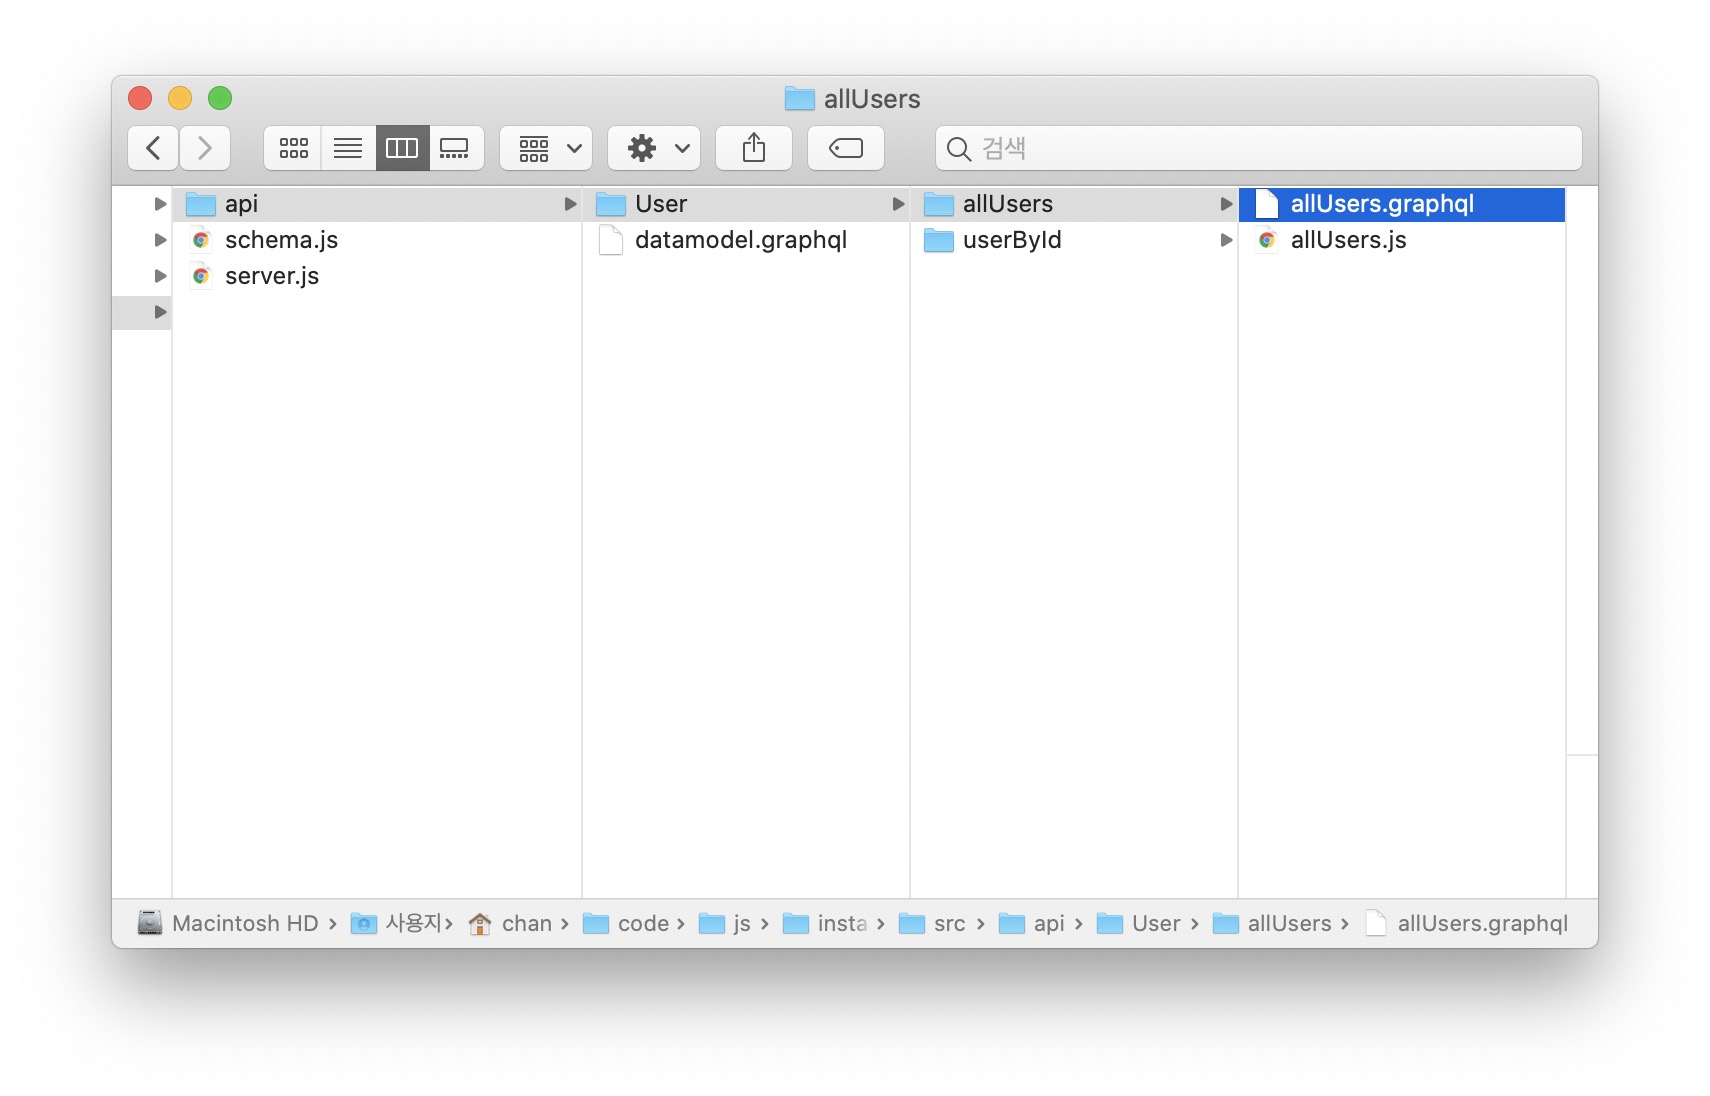 allUsers
검색
api
schema.js
server.js
User
datamodel.graphql
allUsers
userById
allUsers.graphql
allUsers.js
Macintosh HD › 사용자› chan › code › js › insta › src › api › User › allUsers › allUsers.graphql